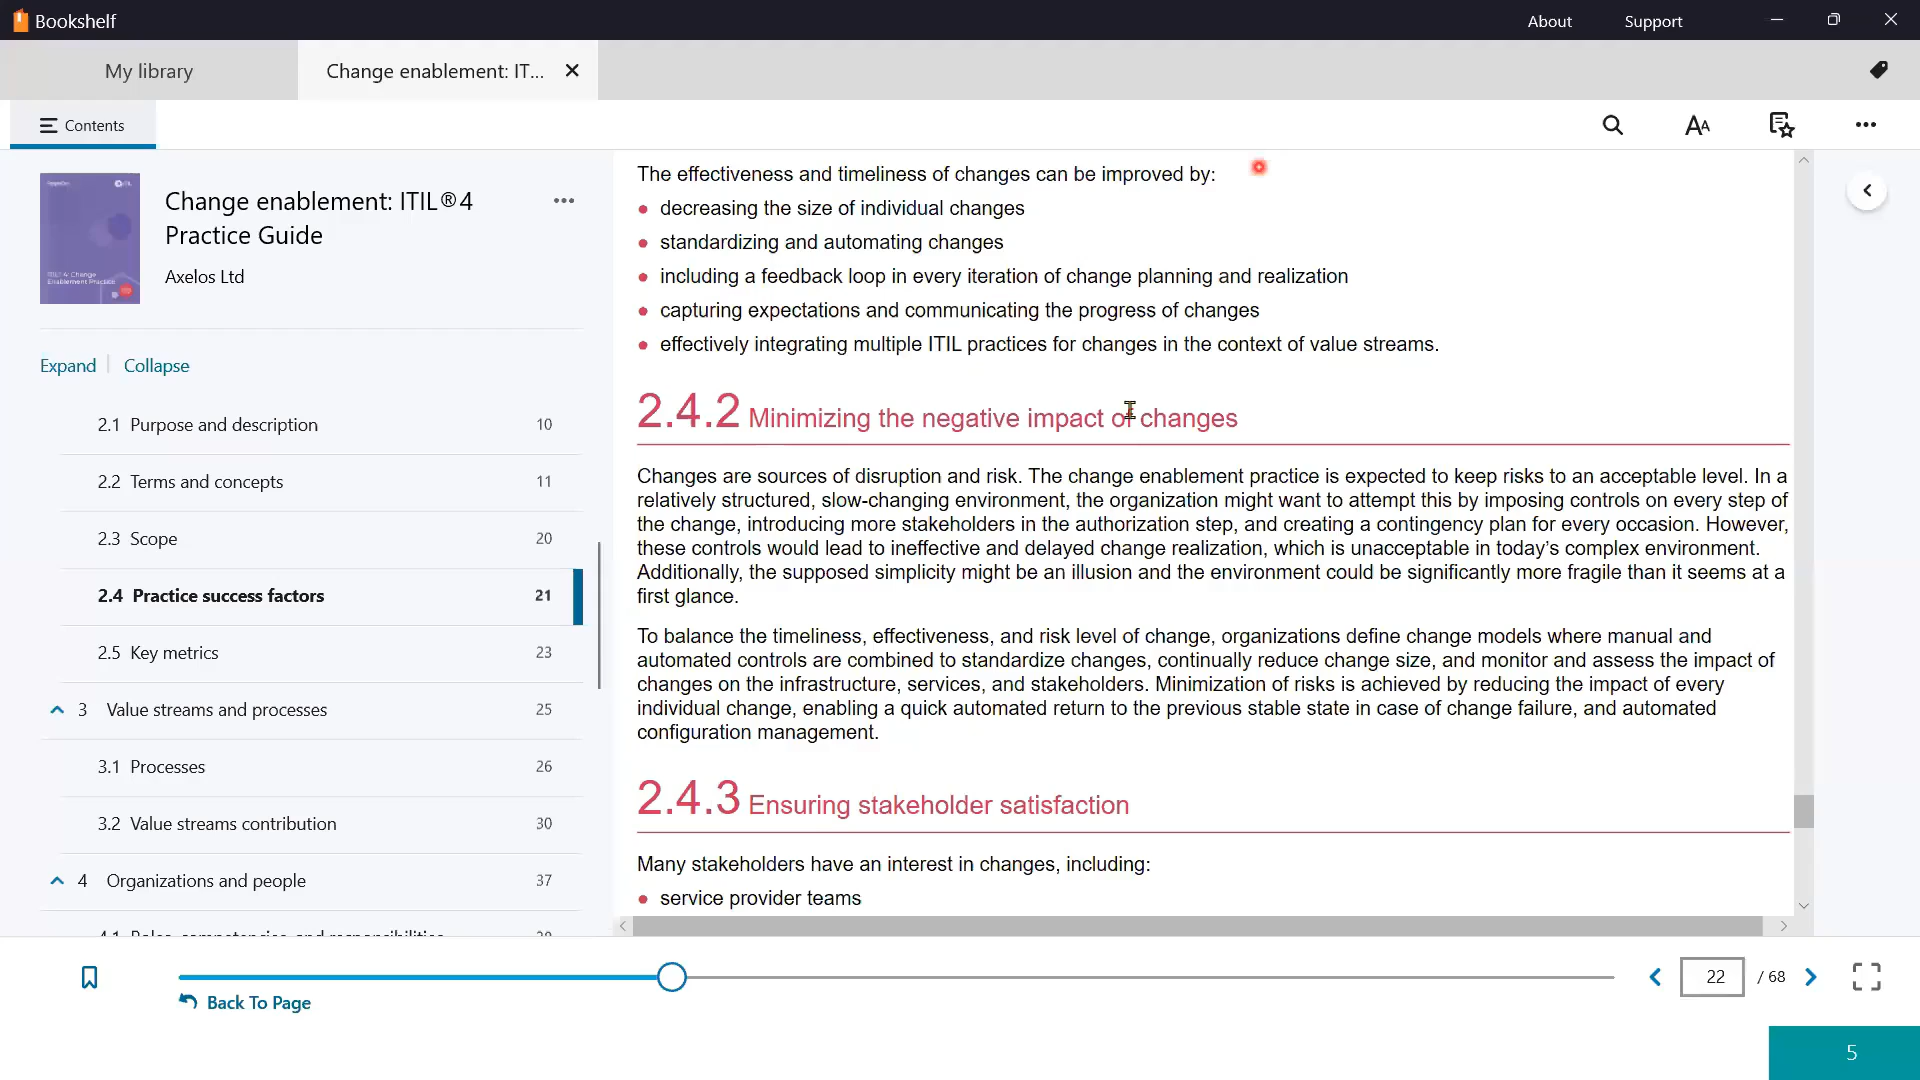 Bookshelf
About
Support
My library
Change enablement: IT...
Contents
Change enablement: ITIL®4
Practice Guide
Axelos Ltd
Expand
Collapse
2.1 Purpose and description 10
2.2 Terms and concepts 11
2.3 Scope 20
2.4 Practice success factors 21
2.5 Key metrics 23
3 Value streams and processes 25
3.1 Processes 26
3.2 Value streams contribution 30
4 Organizations and people 37
The effectiveness and timeliness of changes can be improved by:
decreasing the size of individual changes
standardizing and automating changes
including a feedback loop in every iteration of change planning and realization
capturing expectations and communicating the progress of changes
effectively integrating multiple ITIL practices for changes in the context of value streams.
2.4.2 Minimizing the negative impact of changes
Changes are sources of disruption and risk. The change enablement practice is expected to keep risks to an acceptable level. In a
relatively structured, slow-changing environment, the organization might want to attempt this by imposing controls on every step of
the change, introducing more stakeholders in the authorization step, and creating a contingency plan for every occasion. However,
these controls would lead to ineffective and delayed change realization, which is unacceptable in today's complex environment.
Additionally, the supposed simplicity might be an illusion and the environment could be significantly more fragile than it seems at a
first glance.
To balance the timeliness, effectiveness, and risk level of change, organizations define change models where manual and
automated controls are combined to standardize changes, continually reduce change size, and monitor and assess the impact of
changes on the infrastructure, services, and stakeholders. Minimization of risks is achieved by reducing the impact of every
individual change, enabling a quick automated return to the previous stable state in case of change failure, and automated
configuration management.
2.4.3 Ensuring stakeholder satisfaction
Many stakeholders have an interest in changes, including:
service provider teams
22 / 68
Back To Page
5